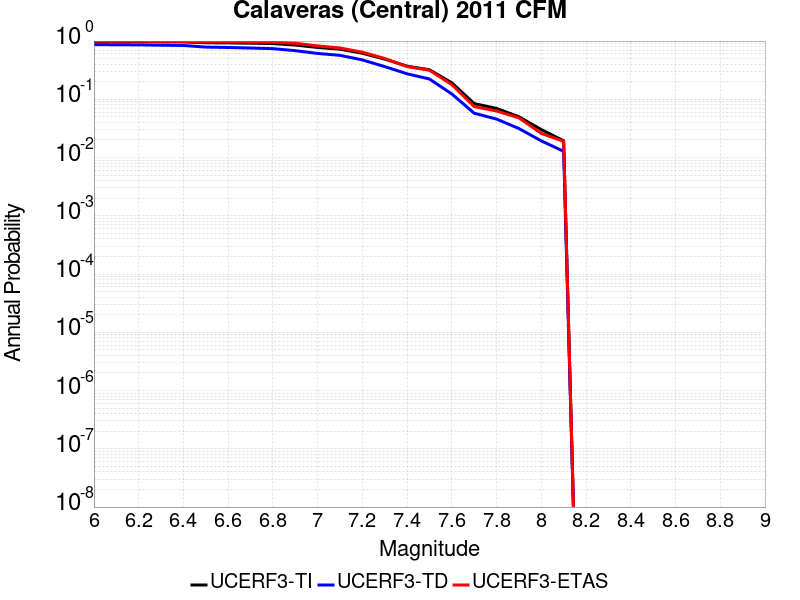 Calaveras (Central) 2011 CFM
10^0
10^-1
10^-2
10^-3
10^-4
10^-5
10^-6
10^-7
10^-8
Annual Probability
6 6.2 6.4 6.6 6.8 7 7.2 7.4 7.6 7.8 8 8.2 8.4 8.6 8.8 9
Magnitude
UCERF3-TI UCERF3-TD UCERF3-ETAS